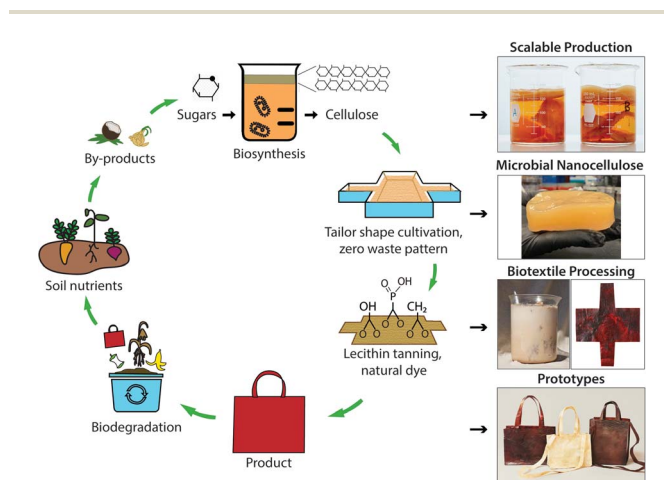 Scalable Production
Sugars
Biosynthesis
Cellulose
By-products
Microbial Nanocellulose
Tailor shape cultivation,
zero waste pattern
Soil nutrients
Biotextile Processing
O
OH
P
OH
CH2
Lecithin tanning,
natural dye
Biodegradation
Product
Prototypes